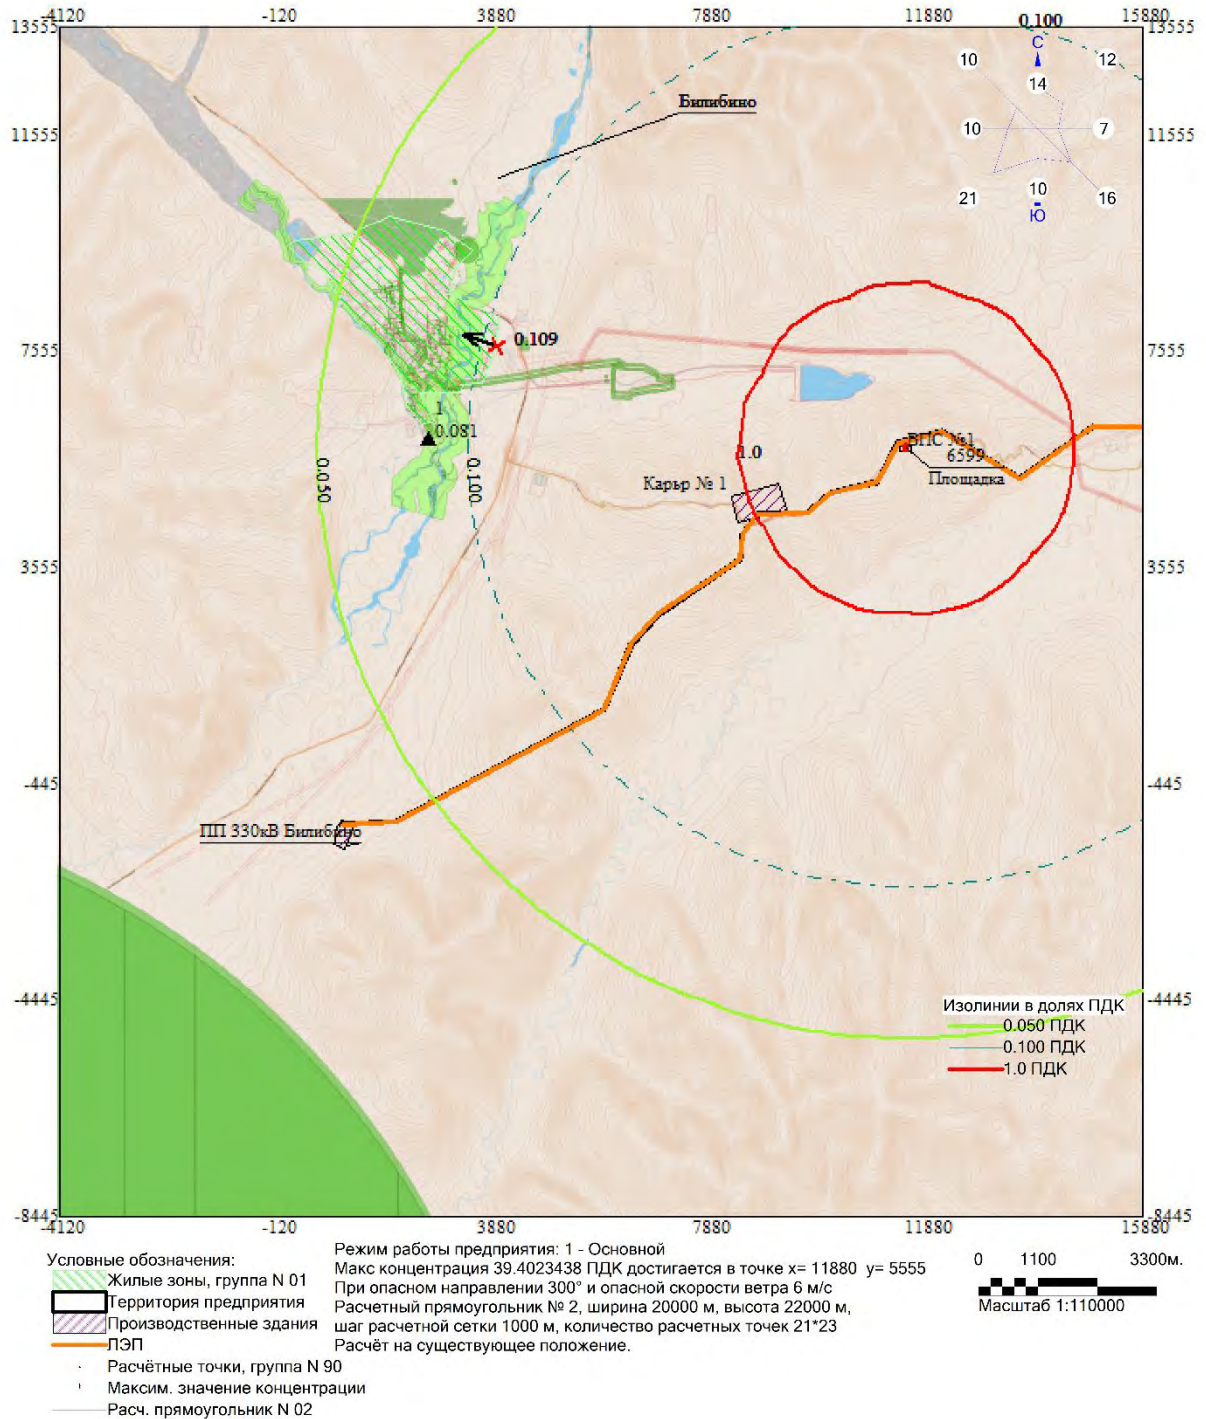 -4120 -120 3880 7880 11880 15880
13555 13555
0.100
С
10 12
14
Билибино
11555 11555
10 7
10
21 16
Ю
0.109
7555 7555
1
0.081
ВПС №1
1.0
6599
0.050
0.100
Карьр № 1
Площадка
3555 3555
-445 -445
ПП 330кВ Билибино
-4445 -4445
Изолинии в долях ПДК
0.050 ПДК
0.100 ПДК
1.0 ПДК
-8445 -8445
-4120 -120 3880 7880 11880 15880
Условные обозначения:
Жилые зоны, группа N 01
Территория предприятия
Производственные здания
ЛЭП
Расчётные точки, группа N 90
Максим. значение концентрации
Расч. прямоугольник N 02
Режим работы предприятия: 1 - Основной
Макс концентрация 39.4023438 ПДК достигается в точке x= 11880 y= 5555
При опасном направлении 300° и опасной скорости ветра 6 м/с
Расчетный прямоугольник № 2, ширина 20000 м, высота 22000 м,
шаг расчетной сетки 1000 м, количество расчетных точек 21*23
Расчёт на существующее положение.
0 1100 3300м.
Масштаб 1:110000